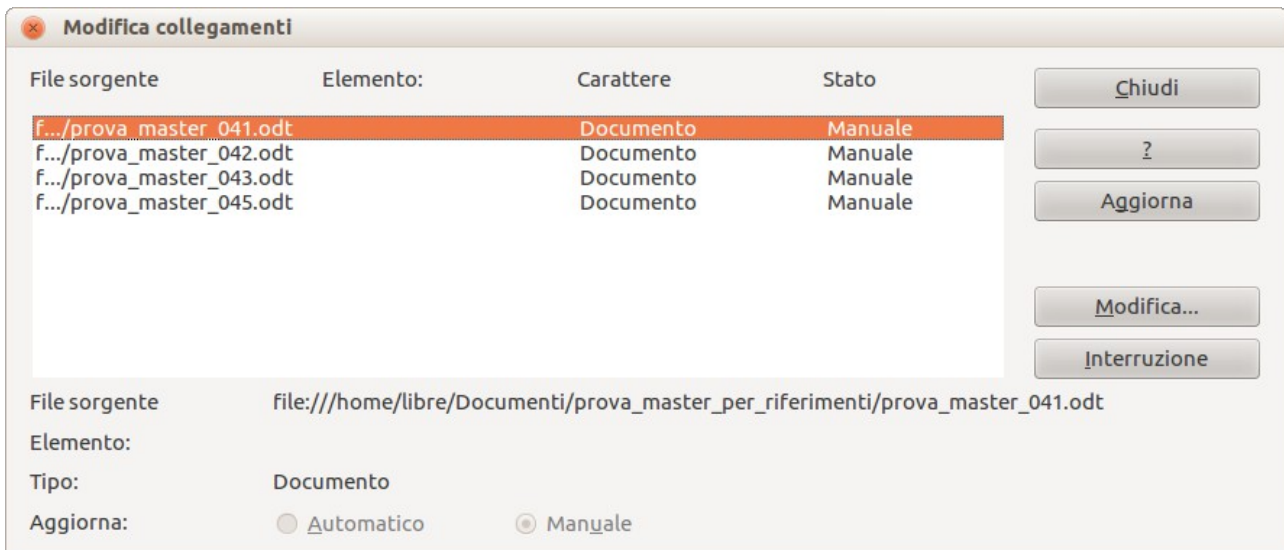 Modifica collegamenti
File sorgente Elemento: Carattere Stato
f.../prova_master_041.odt Documento Manuale
f.../prova_master_042.odt Documento Manuale
f.../prova_master_043.odt Documento Manuale
f.../prova_master_045.odt Documento Manuale
Chiudi
?
Aggiorna
Modifica...
Interruzione
File sorgente file:///home/libre/Documenti/prova_master_per_riferimenti/prova_master_041.odt
Elemento:
Tipo: Documento
Aggiorna: Automatico Manuale